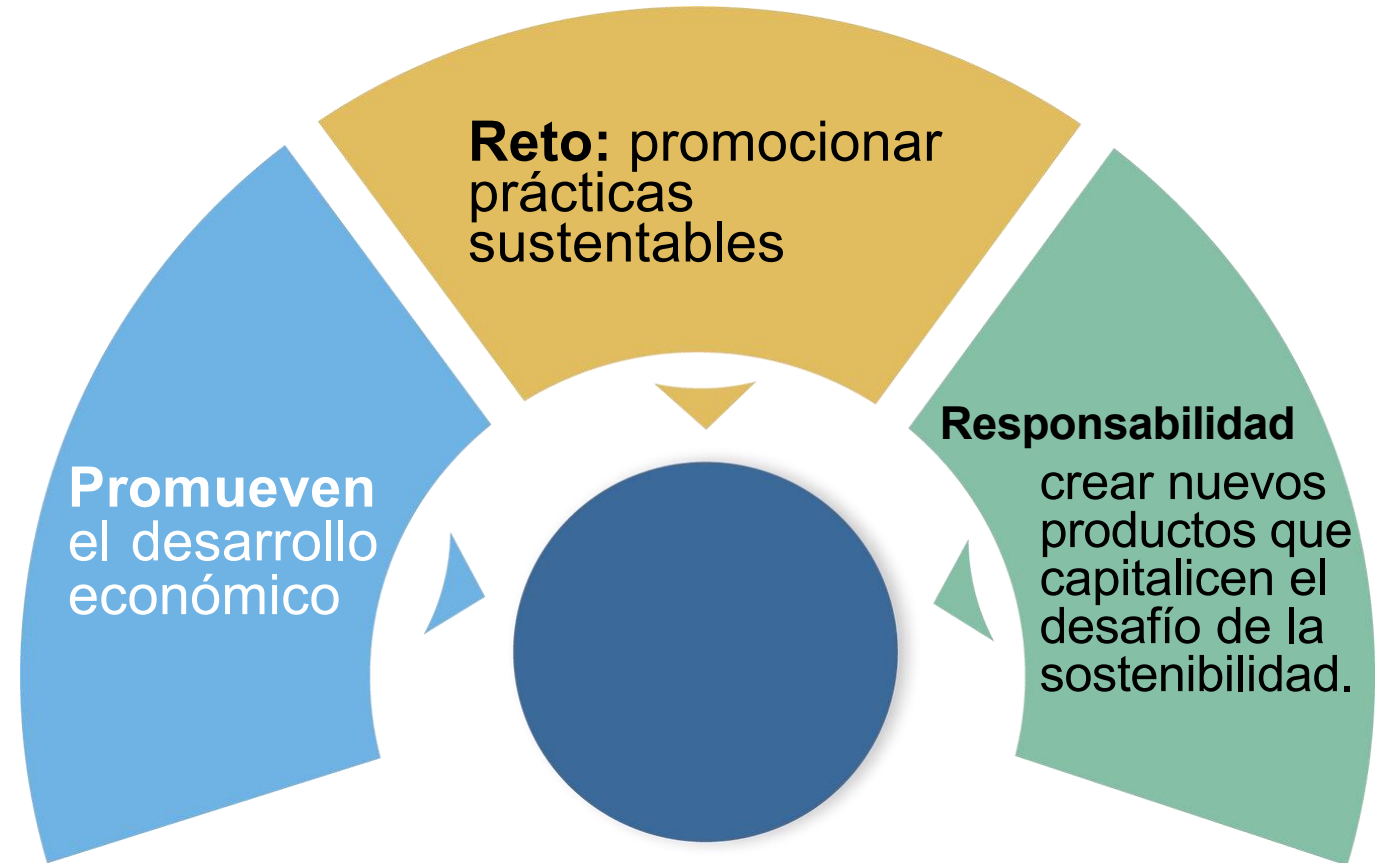 Reto: promocionar
prácticas
sustentables
Promueven
el desarrollo
económico
Responsabilidad
crear nuevos
productos que
capitalicen el
desafío de la
sostenibilidad.